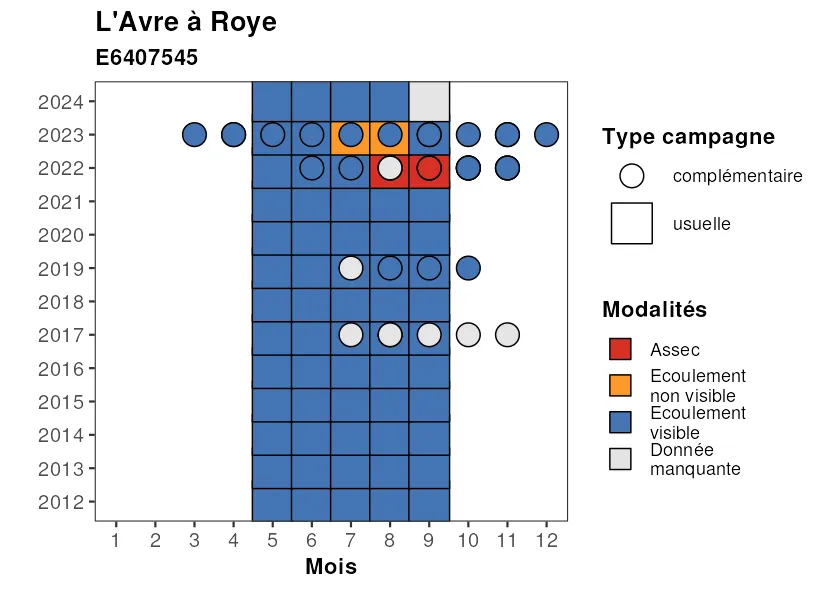 L'Avre à Roye
E6407545
2024
2023
2022
2021
2020
2019
2018
2017
2016
2015
2014
2013
2012
1 2 3 4 5 6 7 8 9 10 11 12
Mois
Type campagne
complémentaire
usuelle
Modalités
Assec
Ecoulement
non visible
Ecoulement
visible
Donnée
manquante